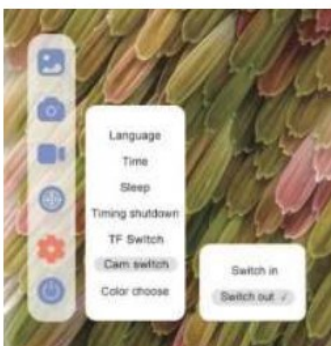 Language
Time
Sleep
Timing shutdown
TF Switch
Cam switch
Color choose
Switch in
Switch out ✓